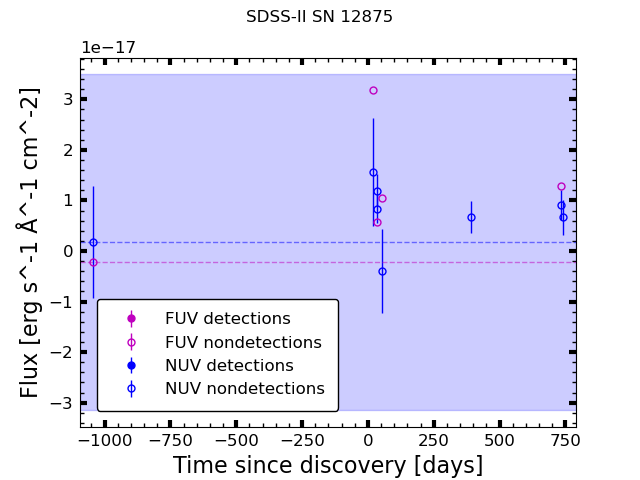 SDSS-II SN 12875
1e−17
3
2
1
0
−1
−2
−3
Flux [erg s^-1 Å^-1 cm^-2]
FUV detections
FUV nondetections
NUV detections
NUV nondetections
−1000 −750 −500 −250 0 250 500 750
Time since discovery [days]